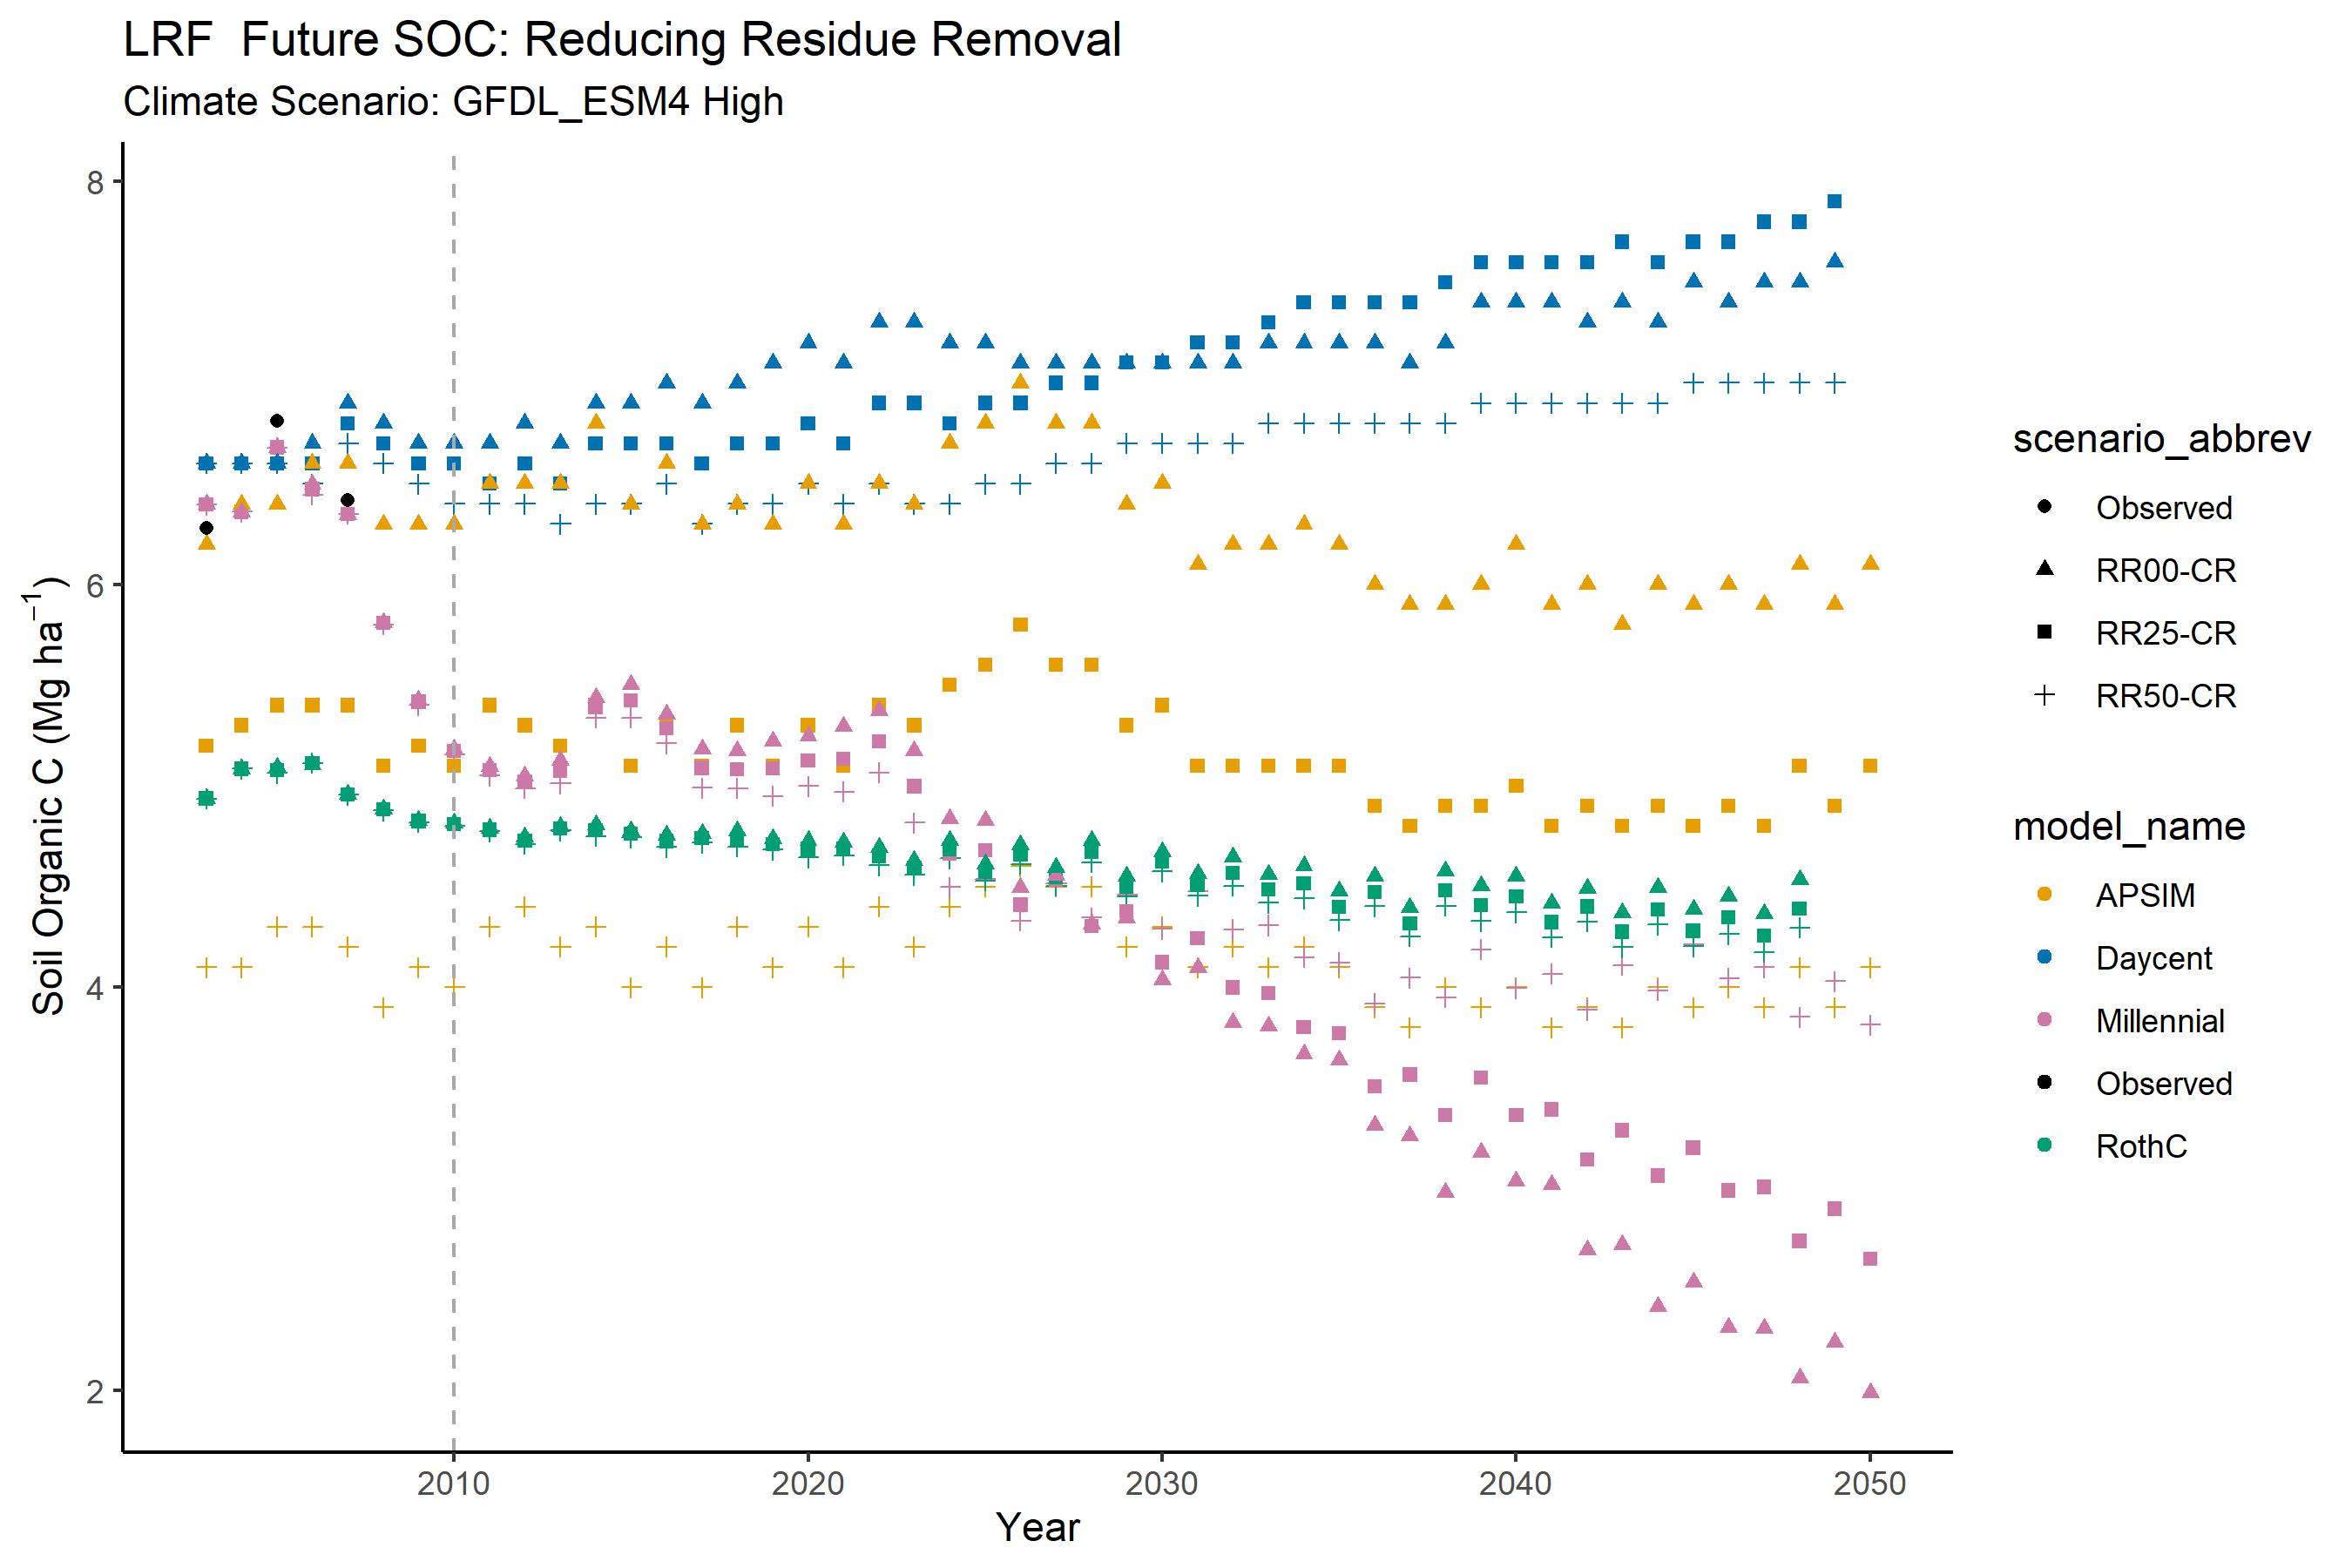 LRF  Future SOC: Reducing Residue Removal
Climate Scenario: GFDL_ESM4 High
Soil Organic C (Mg ha⁻¹)
8
6
4
2
2010
2020
2030
2040
2050
Year
scenario_abbrev
Observed
RR00-CR
RR25-CR
RR50-CR
model_name
APSIM
Daycent
Millennial
Observed
RothC